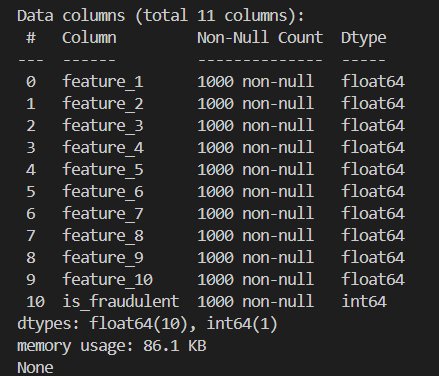 Data columns (total 11 columns):
 #   Column         Non-Null Count  Dtype
---  ------         --------------  -----
 0   feature_1      1000 non-null   float64
 1   feature_2      1000 non-null   float64
 2   feature_3      1000 non-null   float64
 3   feature_4      1000 non-null   float64
 4   feature_5      1000 non-null   float64
 5   feature_6      1000 non-null   float64
 6   feature_7      1000 non-null   float64
 7   feature_8      1000 non-null   float64
 8   feature_9      1000 non-null   float64
 9   feature_10     1000 non-null   float64
 10  is_fraudulent  1000 non-null   int64
dtypes: float64(10), int64(1)
memory usage: 86.1 KB
None